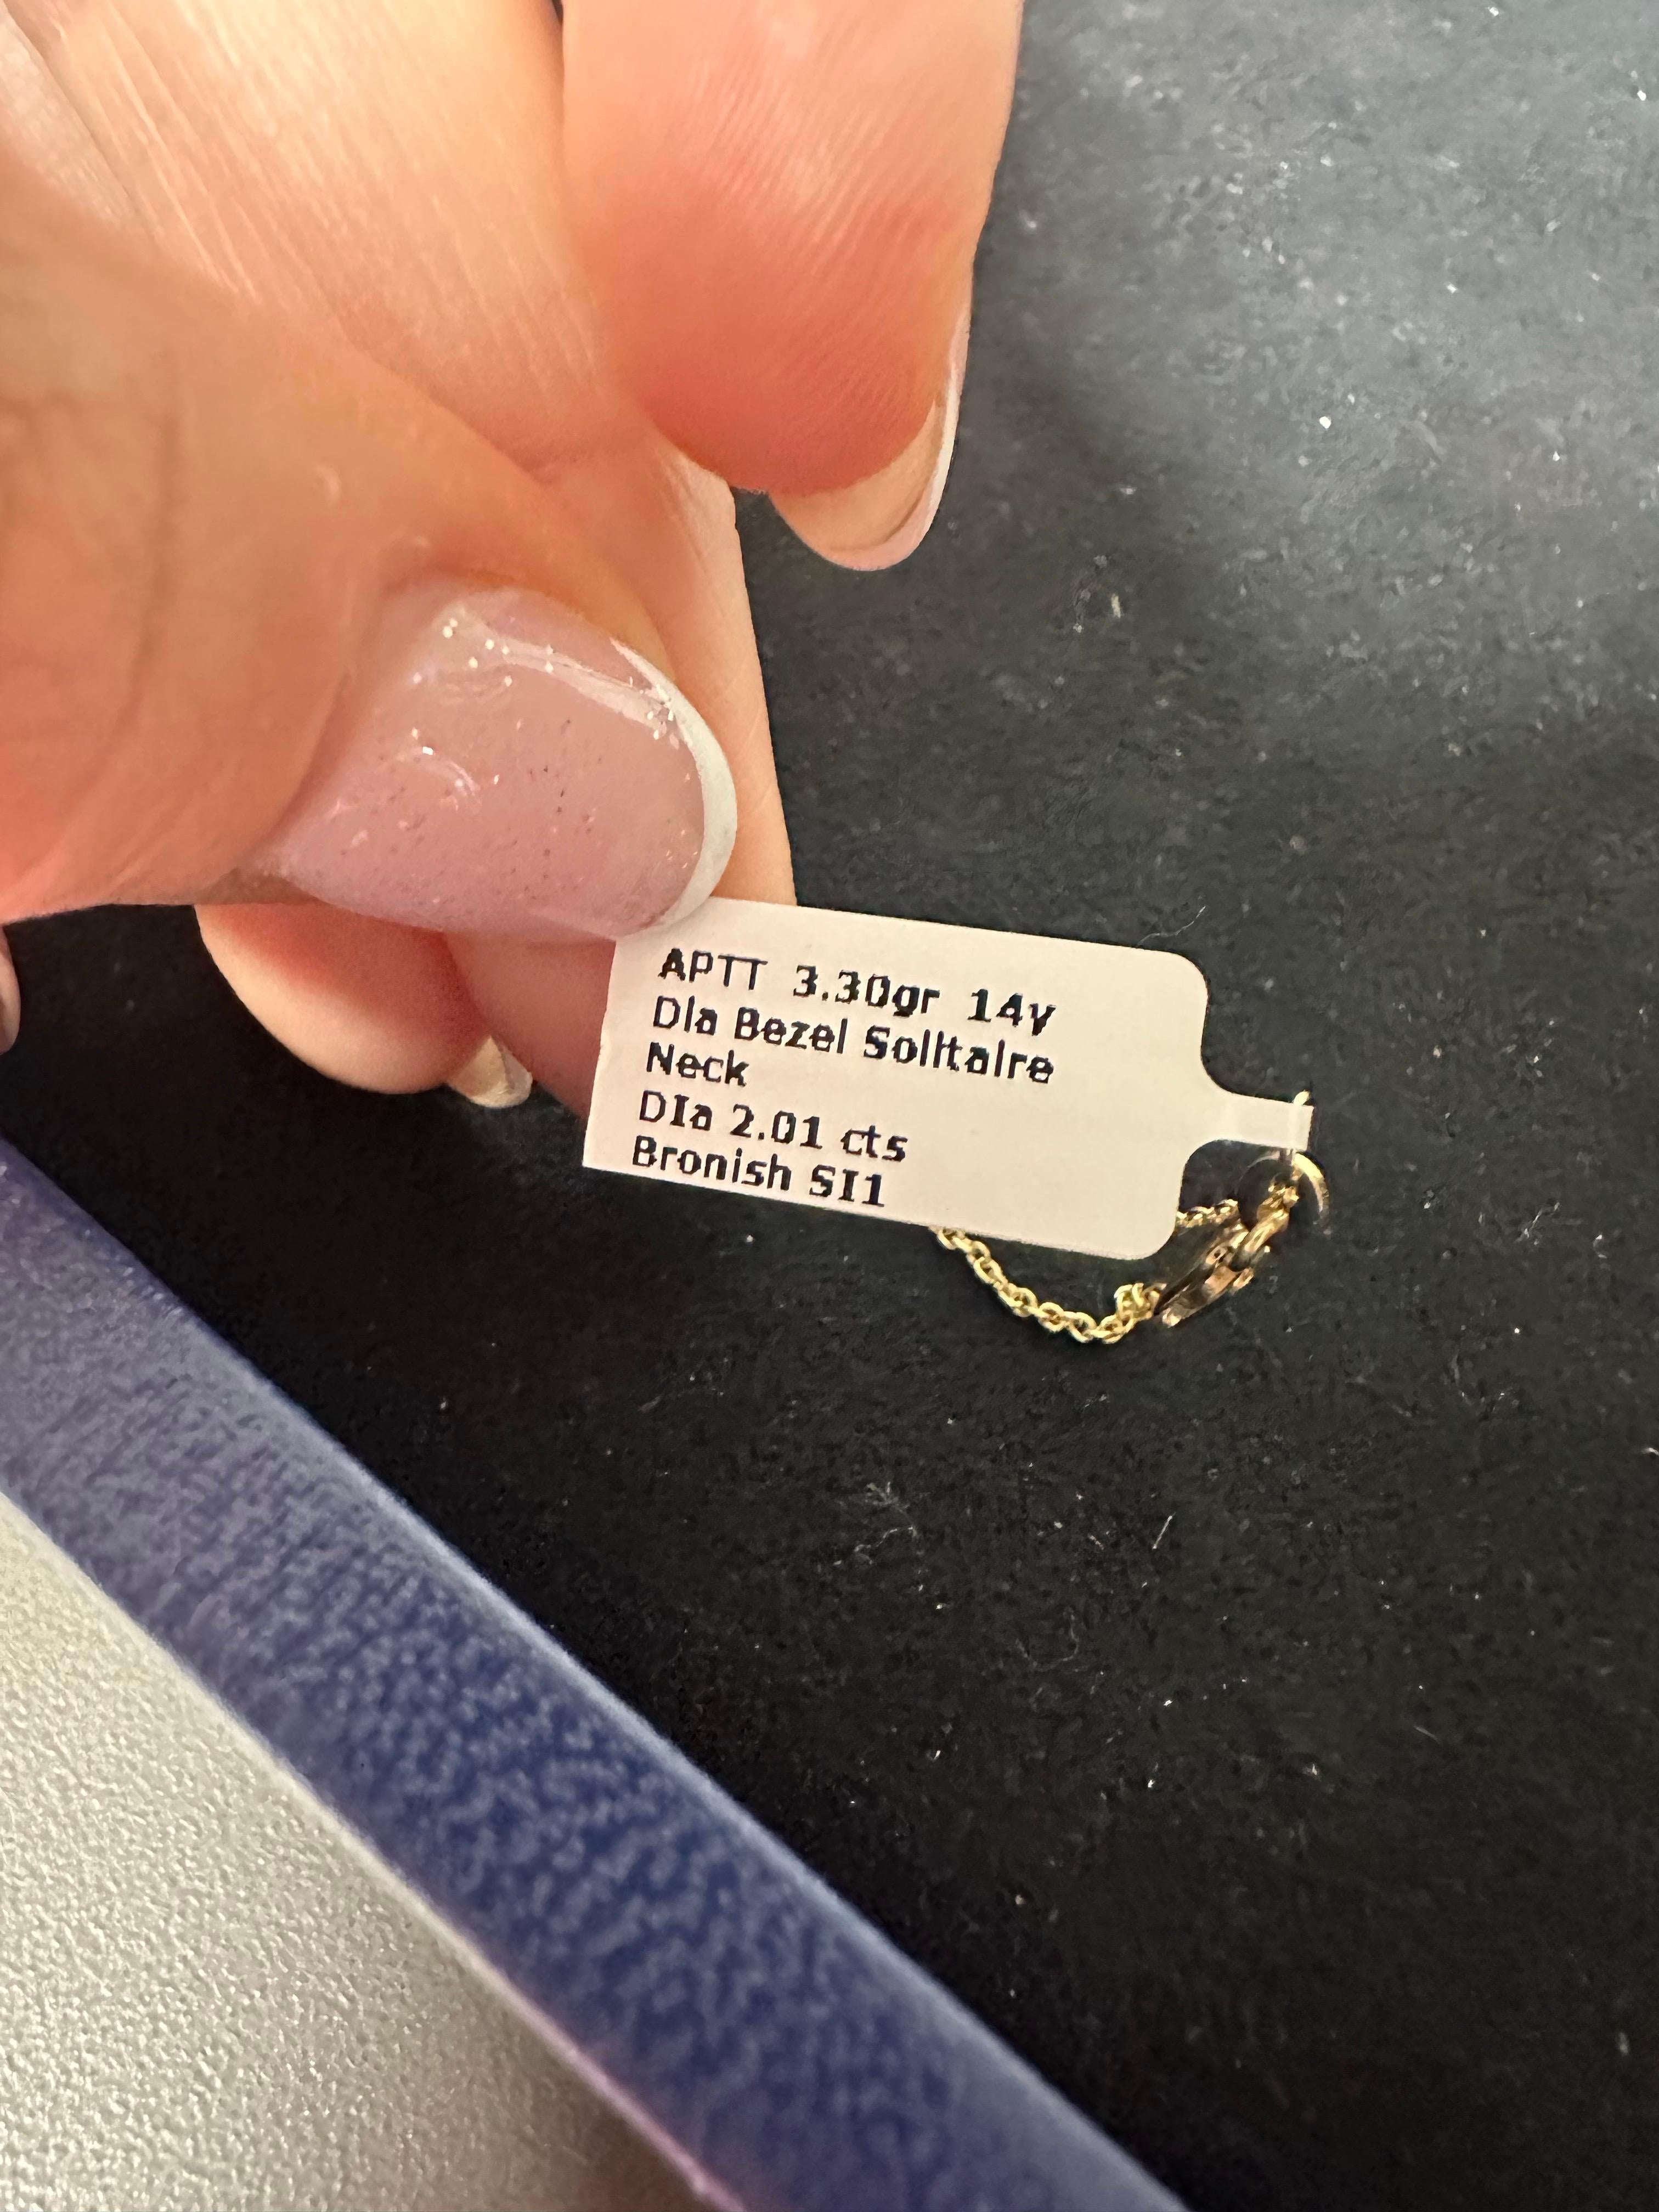 APTT 3.30gr 14y
Dia Bezel Solitaire
Neck
DIa 2.01 cts
Bronish SI1